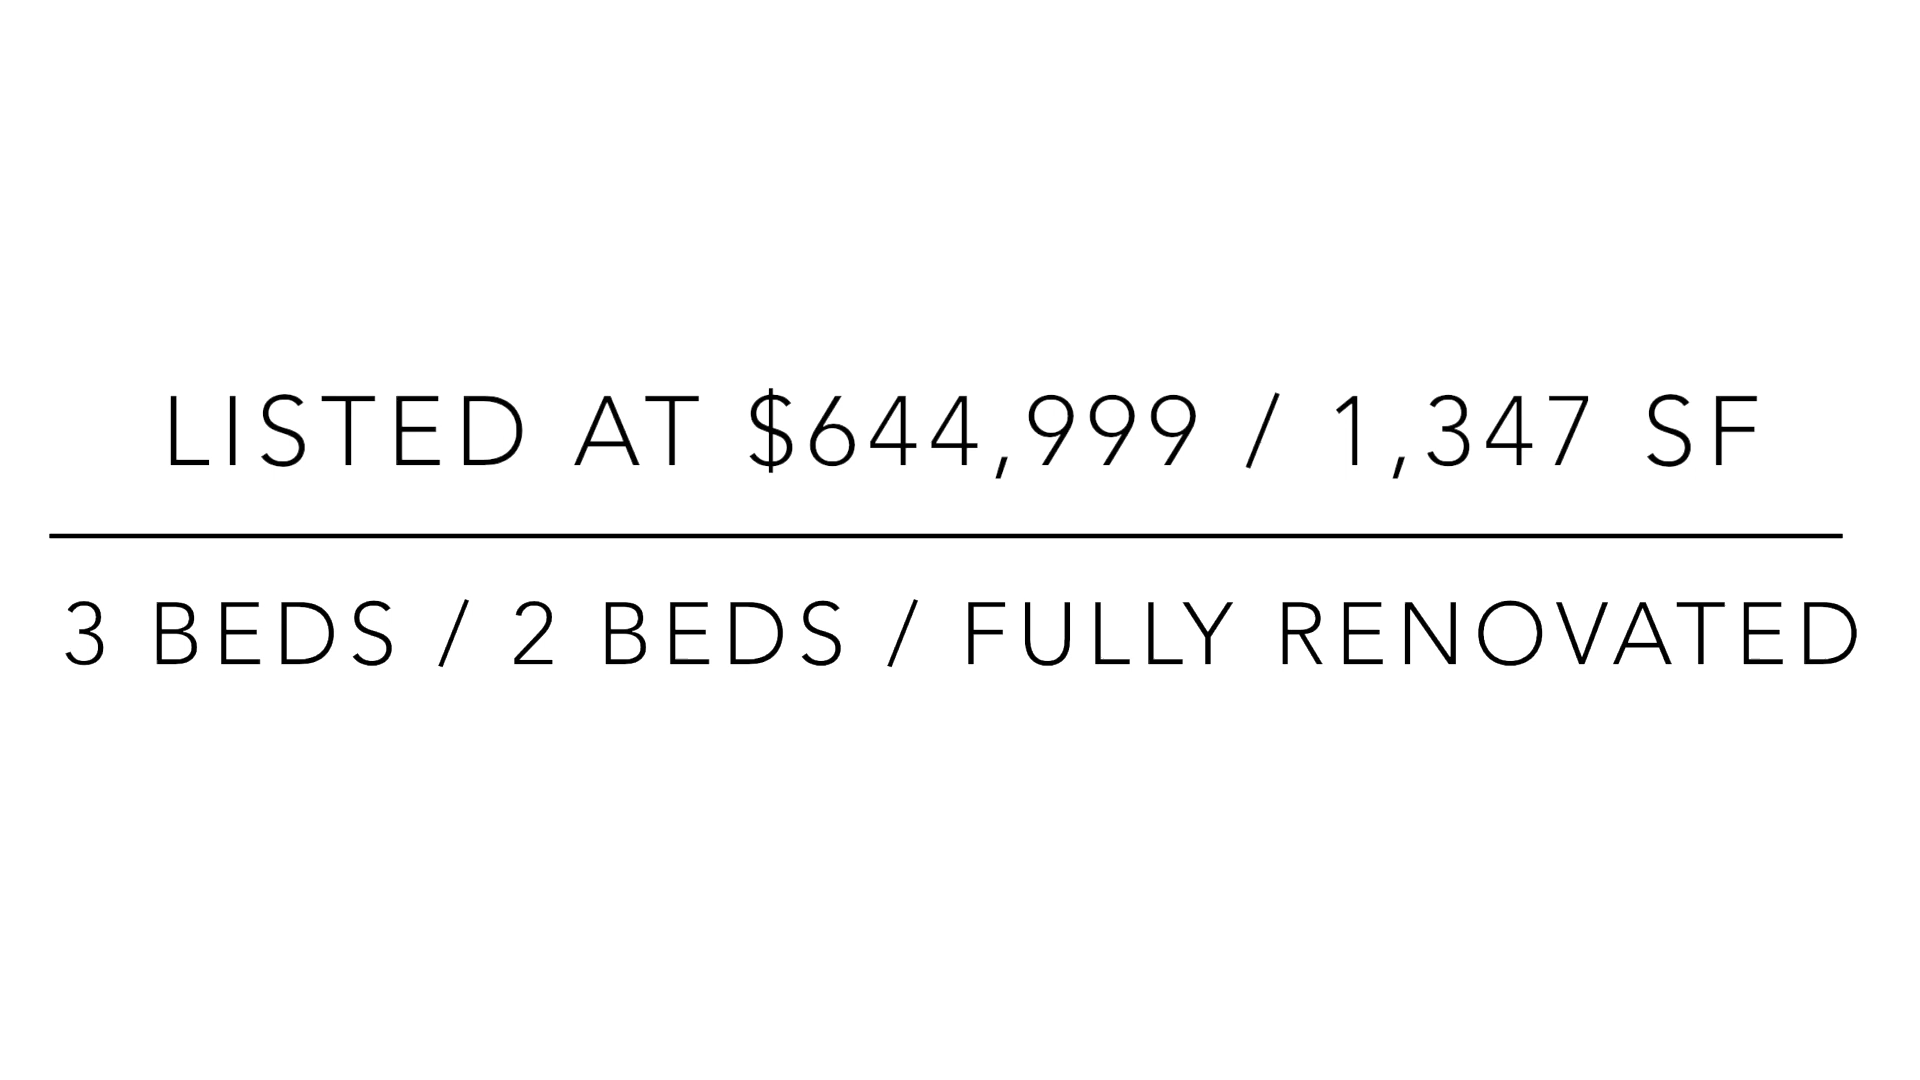 LISTED AT $644,999 / 1,347 SF
3 BEDS / 2 BEDS / FULLY RENOVATED